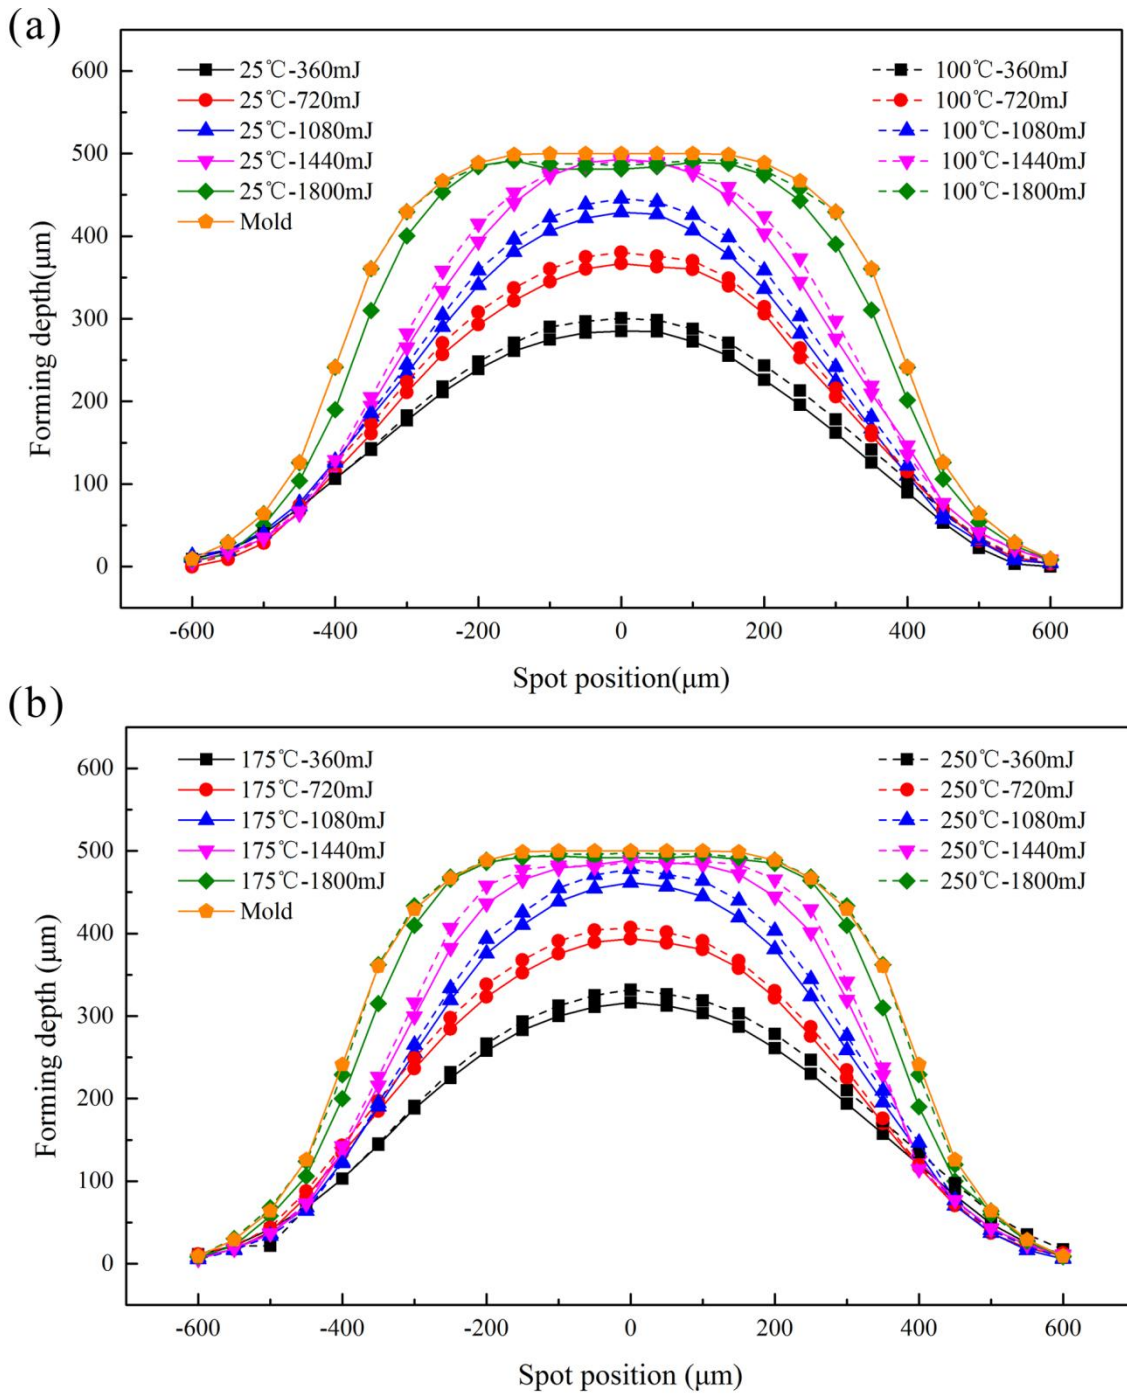 (a)
600
500
400
300
200
100
0
Forming depth(μm)
25℃-360mJ
25℃-720mJ
25℃-1080mJ
25℃-1440mJ
25℃-1800mJ
Mold
100℃-360mJ
100℃-720mJ
100℃-1080mJ
100℃-1440mJ
100℃-1800mJ
-600 -400 -200 0 200 400 600
Spot position(μm)
(b)
600
500
400
300
200
100
0
Forming depth (μm)
175℃-360mJ
175℃-720mJ
175℃-1080mJ
175℃-1440mJ
175℃-1800mJ
Mold
250℃-360mJ
250℃-720mJ
250℃-1080mJ
250℃-1440mJ
250℃-1800mJ
-600 -400 -200 0 200 400 600
Spot position (μm)